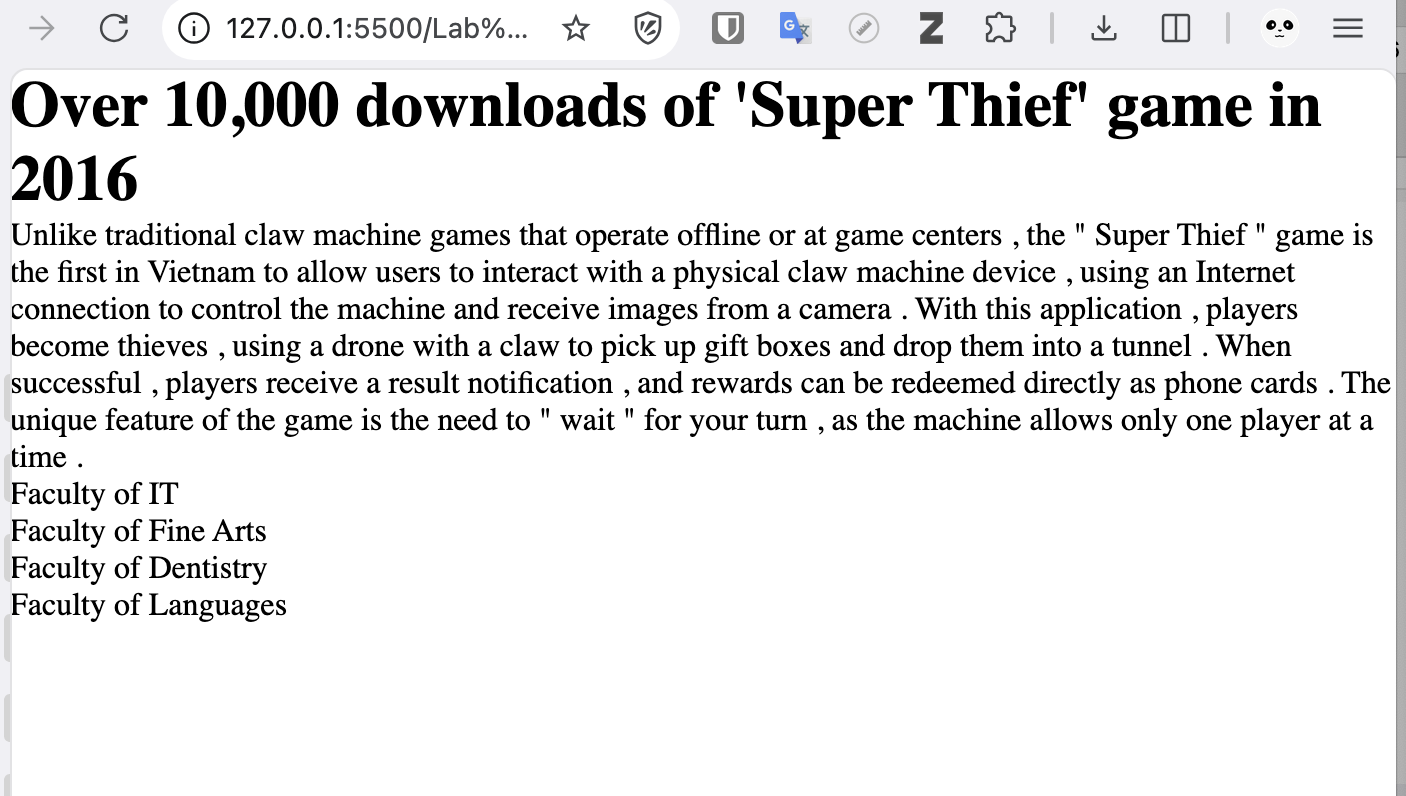 127.0.0.1:5500/Lab%...
Over 10,000 downloads of 'Super Thief' game in
2016
Unlike traditional claw machine games that operate offline or at game centers , the " Super Thief " game is
the first in Vietnam to allow users to interact with a physical claw machine device , using an Internet
connection to control the machine and receive images from a camera . With this application , players
become thieves , using a drone with a claw to pick up gift boxes and drop them into a tunnel . When
successful , players receive a result notification , and rewards can be redeemed directly as phone cards . The
unique feature of the game is the need to " wait " for your turn , as the machine allows only one player at a
time .
Faculty of IT
Faculty of Fine Arts
Faculty of Dentistry
Faculty of Languages